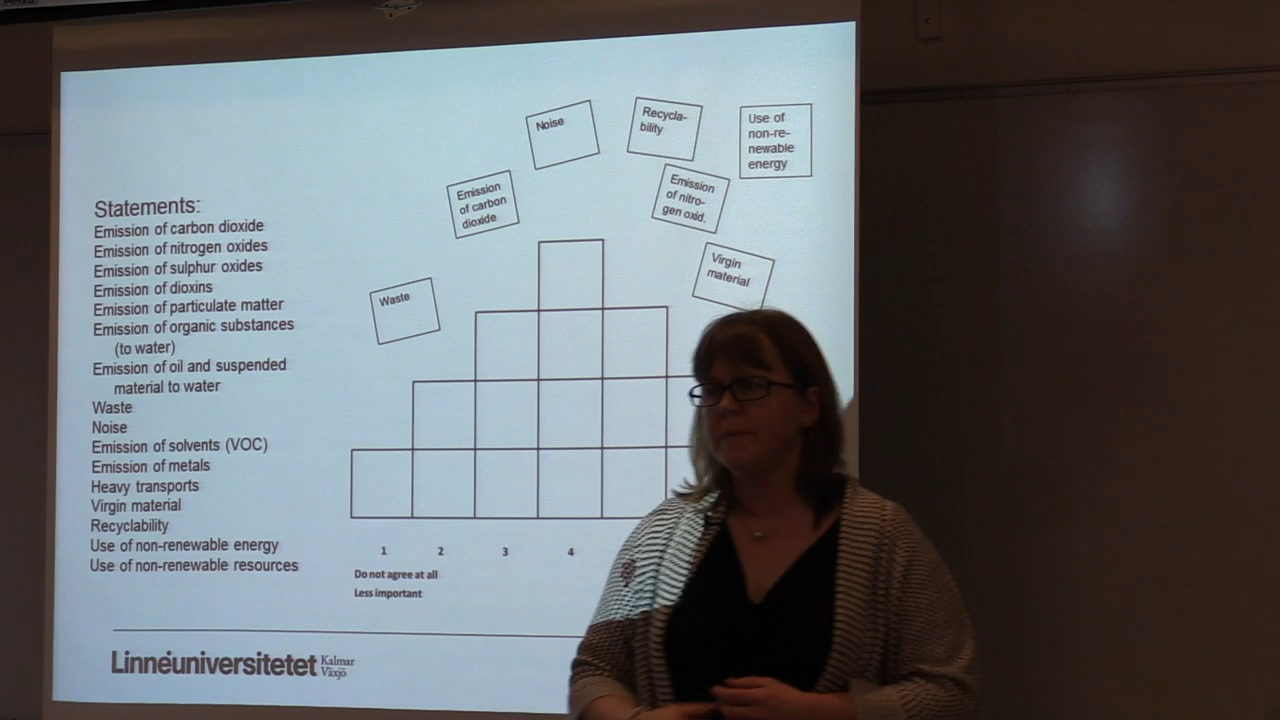 Statements:
Emission of carbon dioxide
Emission of nitrogen oxides
Emission of sulphur oxides
Emission of dioxins
Emission of particulate matter
Emission of organic substances
(to water)
Emission of oil and suspended
material to water
Waste
Noise
Emission of solvents (VOC)
Emission of metals
Heavy transports
Virgin material
Recyclability
Use of non-renewable energy
Use of non-renewable resources
Waste
Emission
of carbon
dioxide
Noise
Recycla-
bility
Use of
non-re-
newable
energy
Emission
of nitro-
gen oxid.
Virgin
material
1 2 3 4
Do not agree at all
Less important
Linnéuniversitetet
Kalmar
Växjö